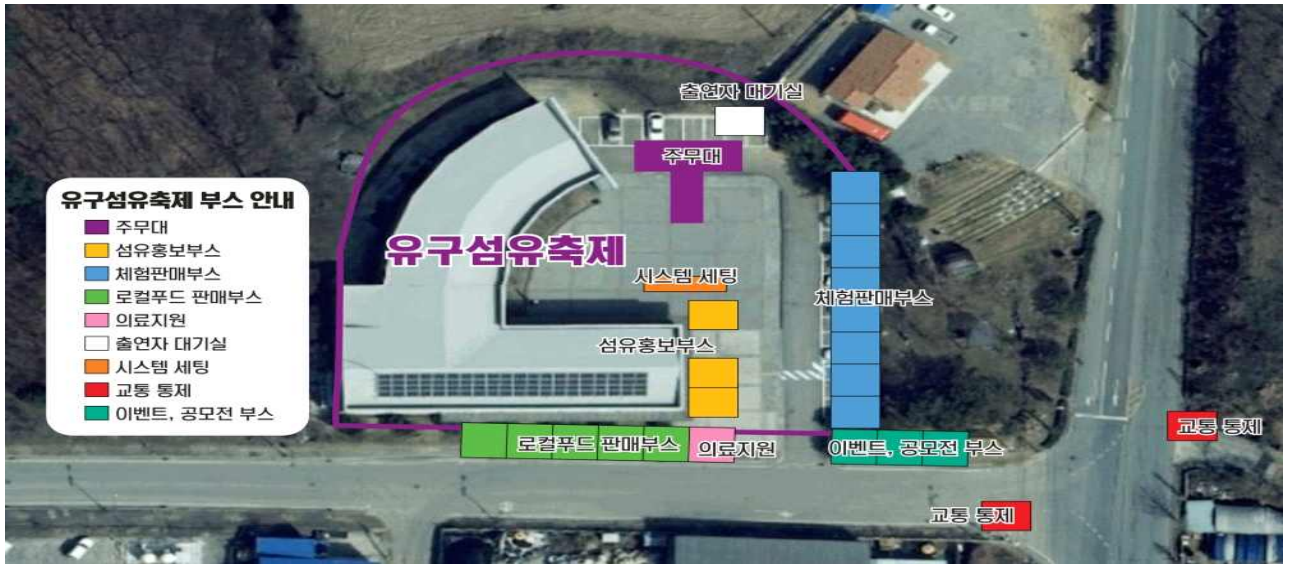 출연자 대기실
주무대
유구섬유축제 부스 안내
주무대
섬유홍보부스
체험판매부스
로컬푸드 판매부스
의료지원
출연자 대기실
시스템 세팅
교통 통제
이벤트, 공모전 부스
유구섬유축제
시스템 세팅
체험판매부스
섬유홍보부스
로컬푸드 판매부스
의료지원
이벤트, 공모전 부스
교통 통제
교통 통제